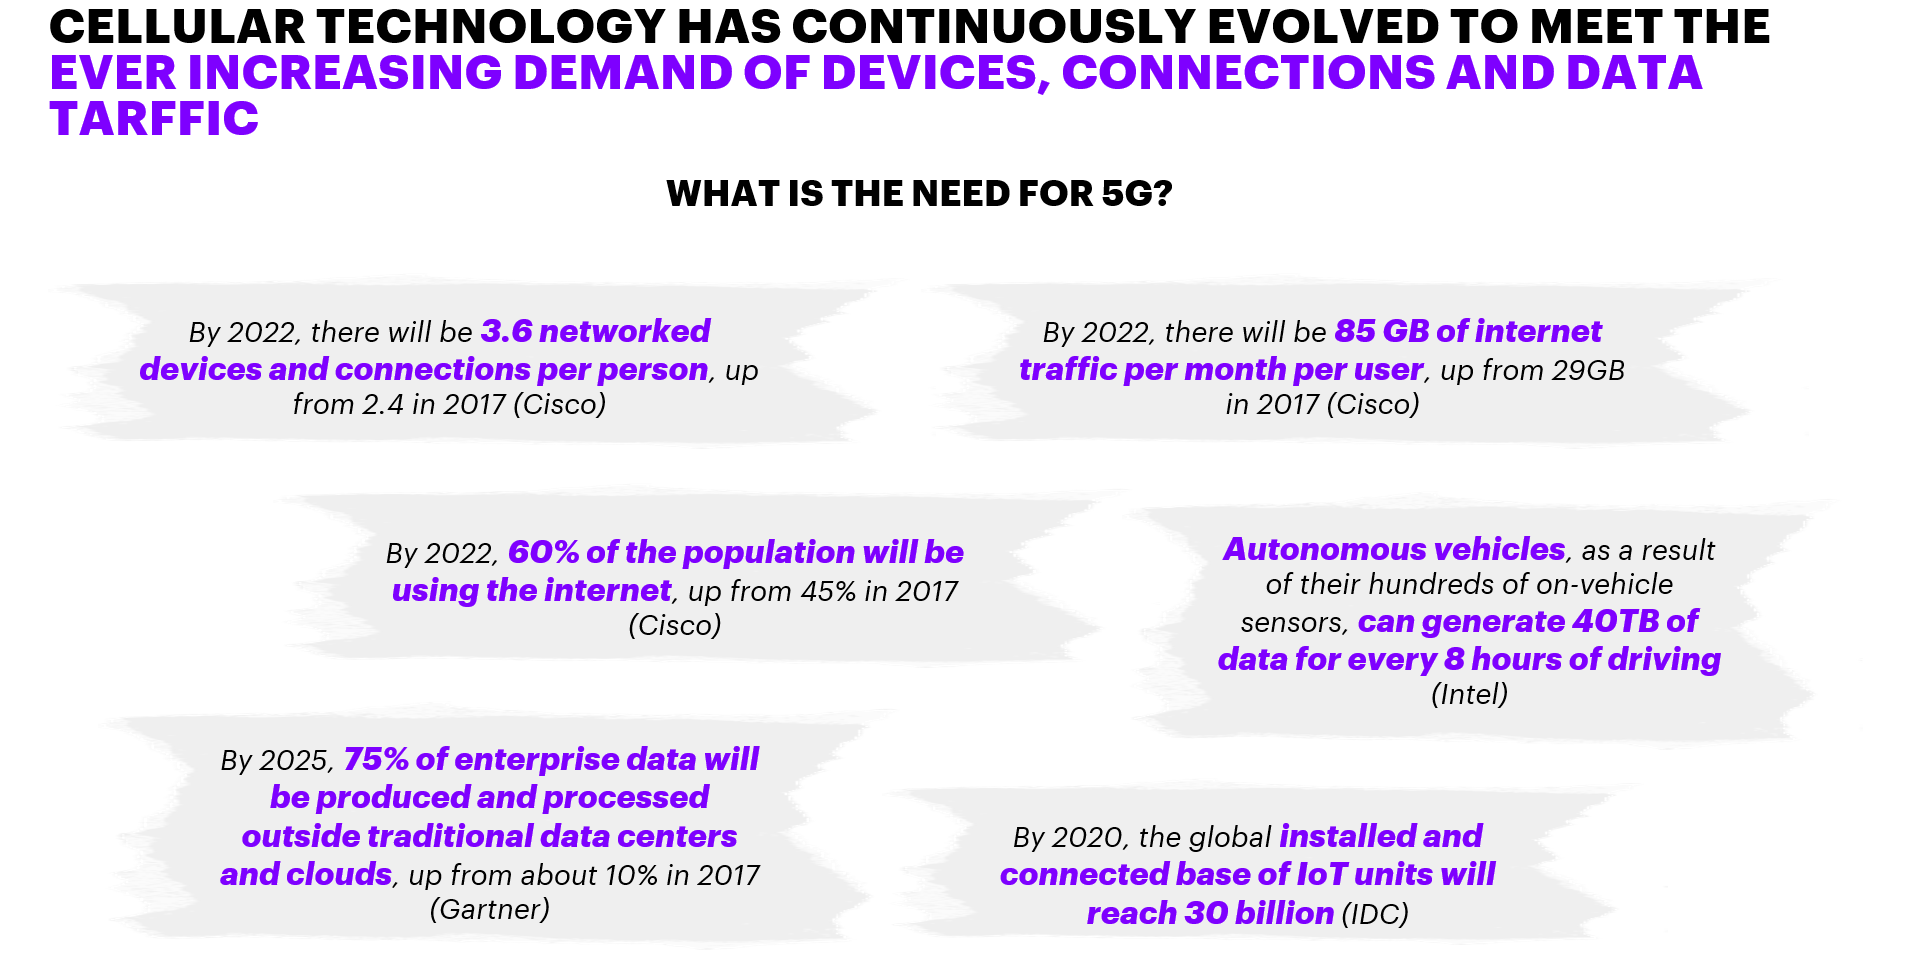 CELLULAR TECHNOLOGY HAS CONTINUOUSLY EVOLVED TO MEET THE
EVER INCREASING DEMAND OF DEVICES, CONNECTIONS AND DATA
TARFFIC
WHAT IS THE NEED FOR 5G?
By 2022, there will be 3.6 networked
devices and connections per person, up
from 2.4 in 2017 (Cisco)
By 2022, there will be 85 GB of internet
traffic per month per user, up from 29GB
in 2017 (Cisco)
By 2022, 60% of the population will be
using the internet, up from 45% in 2017
(Cisco)
Autonomous vehicles, as a result
of their hundreds of on-vehicle
sensors, can generate 40TB of
data for every 8 hours of driving
(Intel)
By 2025, 75% of enterprise data will
be produced and processed
outside traditional data centers
and clouds, up from about 10% in 2017
(Gartner)
By 2020, the global installed and
connected base of IoT units will
reach 30 billion (IDC)